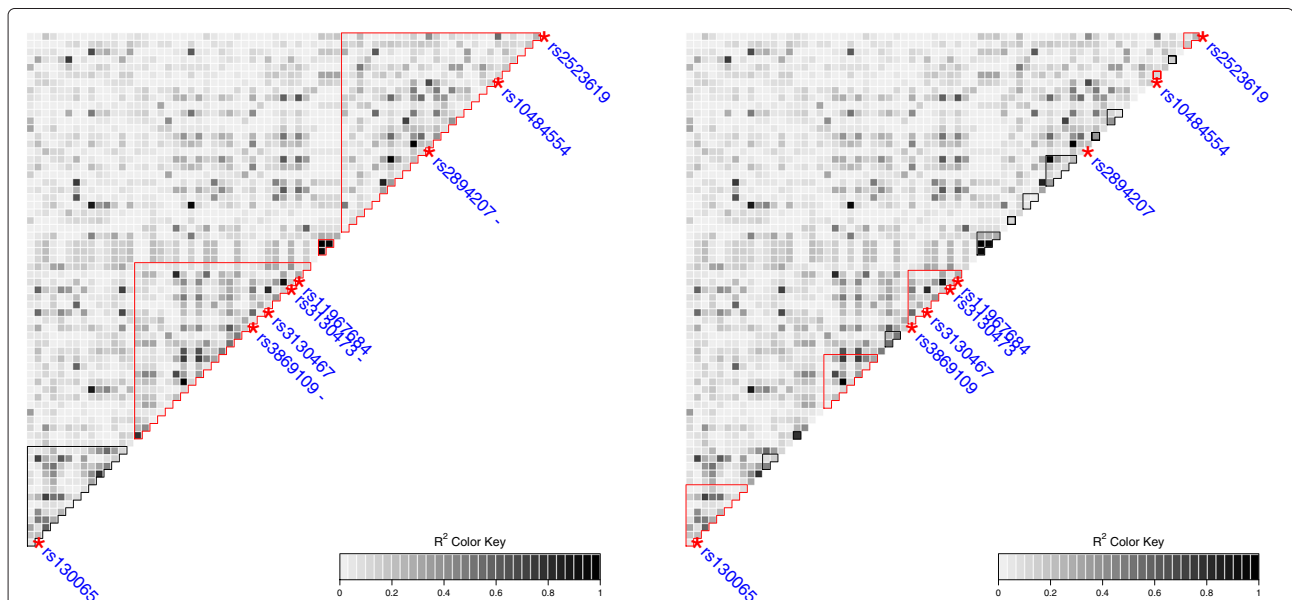 rs2523619
rs10484554
rs2894207 -
rs11967684
rs3130473 -
rs3130467
rs3869109 -
rs130065
R² Color Key
0 0.2 0.4 0.6 0.8 1
rs2523619
rs10484554
rs2894207
rs11967684
rs3130473
rs3130467
rs3869109
rs130065
R² Color Key
0 0.2 0.4 0.6 0.8 1